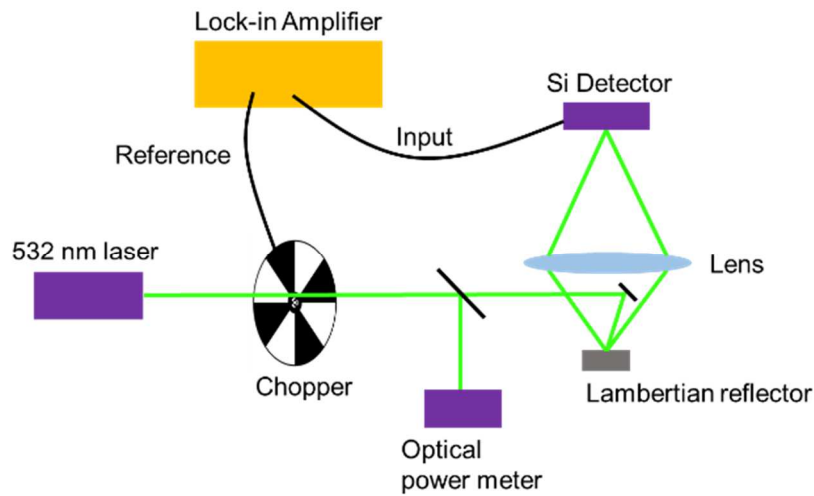 Lock-in Amplifier
Si Detector
Input
Reference
532 nm laser
Lens
Chopper
Lambertian reflector
Optical
power meter